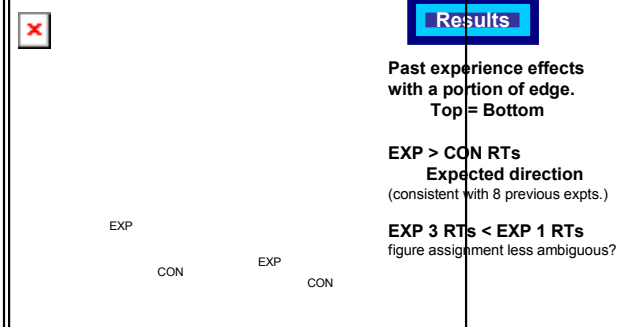 Results
Past experience effects
with a portion of edge.
Top = Bottom
EXP > CON RTs
Expected direction
(consistent with 8 previous expts.)
EXP 3 RTs < EXP 1 RTs
figure assignment less ambiguous?
EXP
CON
EXP
CON